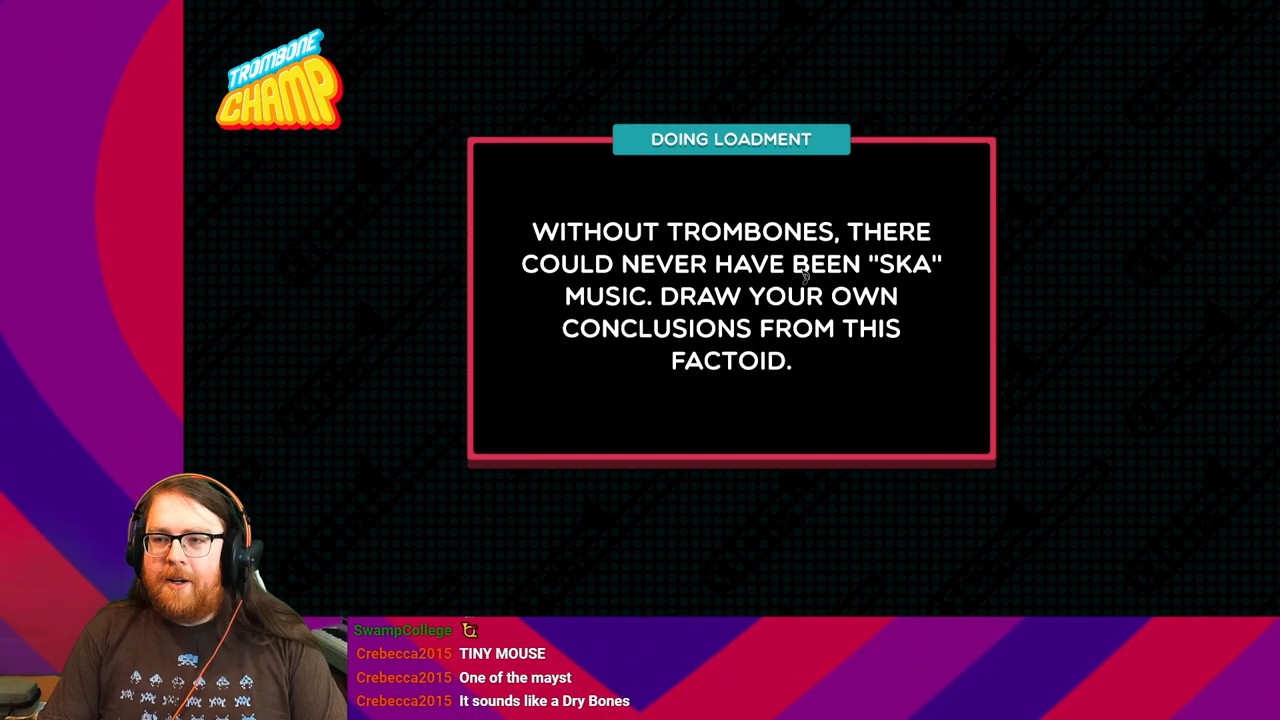 TROMBONE
CHAMP
DOING LOADMENT
WITHOUT TROMBONES, THERE
COULD NEVER HAVE BEEN "SKA"
MUSIC. DRAW YOUR OWN
CONCLUSIONS FROM THIS
FACTOID.
SwampCollege
Crebecca2015 TINY MOUSE
Crebecca2015 One of the mayst
Crebecca2015 It sounds like a Dry Bones